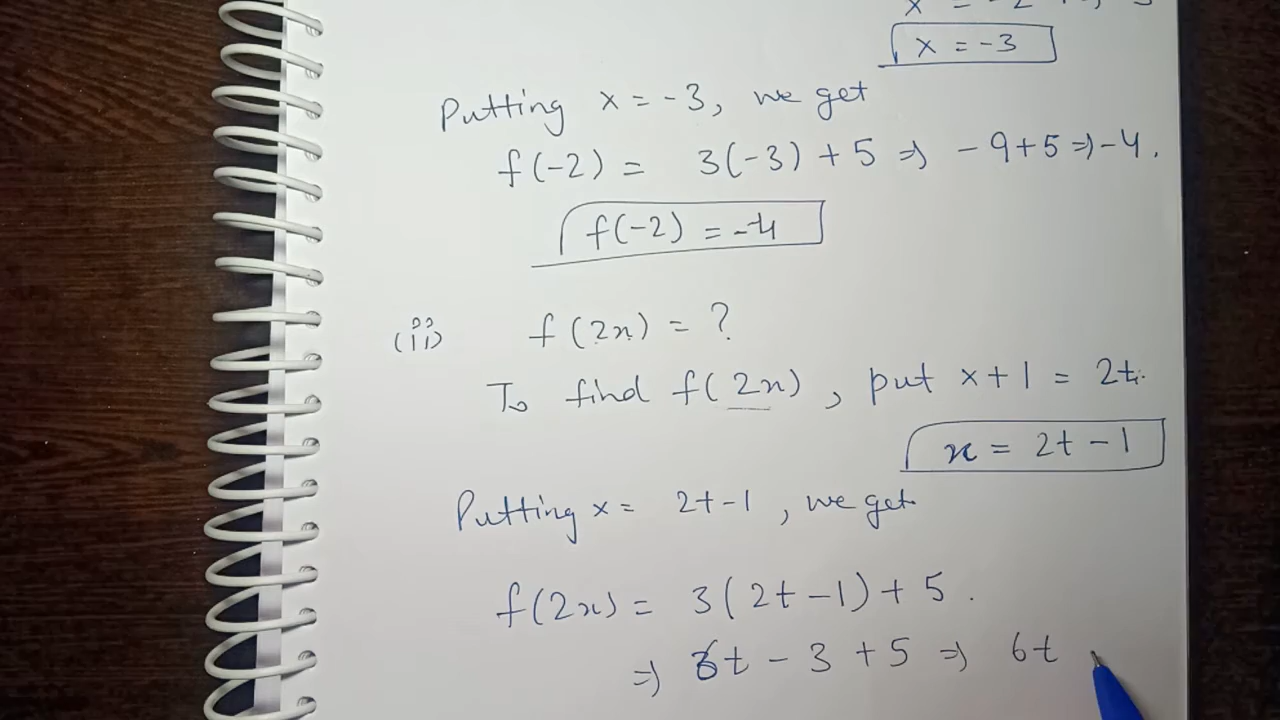 x = -2
x = -3
Putting x = -3, we get
f(-2) = 3(-3) + 5 ⇒ -9+5 ⇒ -4.
f(-2) = -4
(ii) f(2x) = ?
To find f(2x), put x+1 = 2t.
x = 2t - 1
Putting x = 2t-1, we get
f(2x) = 3(2t-1) + 5.
⇒ 6t - 3 + 5 ⇒ 6t